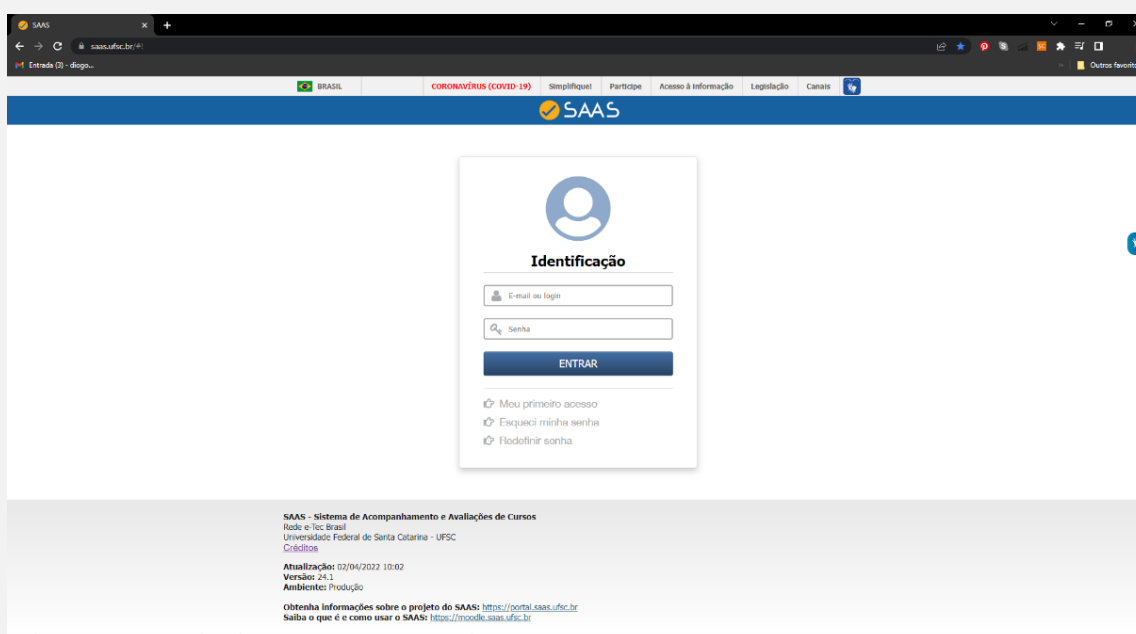 SAAS
saas.ufsc.br/#!
Entrada (3) - diogo...
Outros favorito
BRASIL
CORONAVÍRUS (COVID-19)
Simplifique!
Participe
Acesso à informação
Legislação
Canais
SAAS
Identificação
E-mail ou login
Senha
ENTRAR
Meu primeiro acesso
Esqueci minha senha
Redefinir senha
SAAS - Sistema de Acompanhamento e Avaliações de Cursos
Rede e-Tec Brasil
Universidade Federal de Santa Catarina - UFSC
Créditos
Atualização: 02/04/2022 10:02
Versão: 24.1
Ambiente: Produção
Obtenha informações sobre o projeto do SAAS: https://portal.saas.ufsc.br
Saiba o que é e como usar o SAAS: https://moodle.saas.ufsc.br